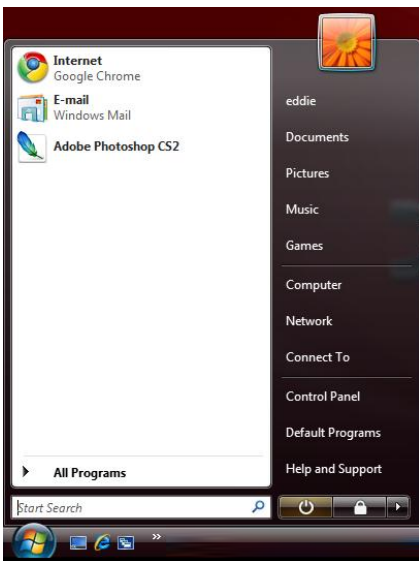 Internet
Google Chrome
E-mail
Windows Mail
Adobe Photoshop CS2
All Programs
Start Search
eddie
Documents
Pictures
Music
Games
Computer
Network
Connect To
Control Panel
Default Programs
Help and Support